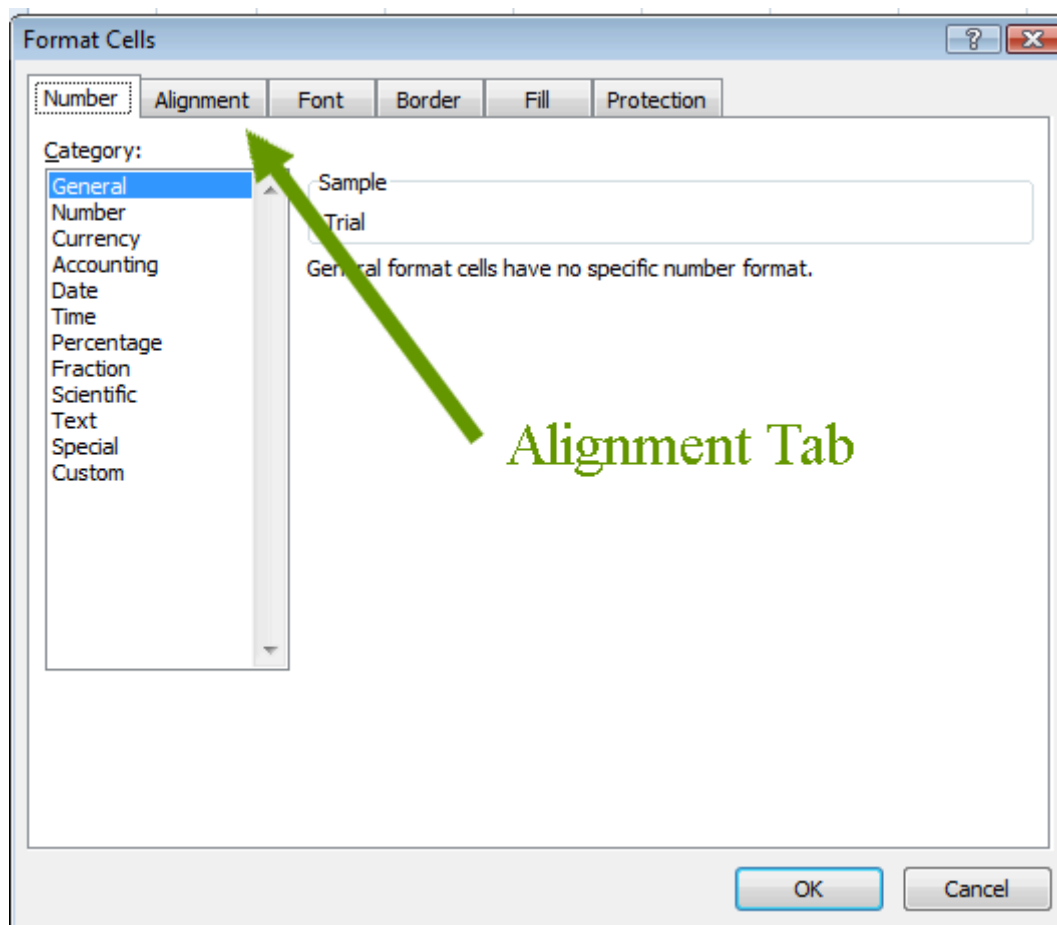 Format Cells
Number Alignment Font Border Fill Protection
Category:
General
Number
Currency
Accounting
Date
Time
Percentage
Fraction
Scientific
Text
Special
Custom
Sample
Trial
General format cells have no specific number format.
Alignment Tab
OK Cancel